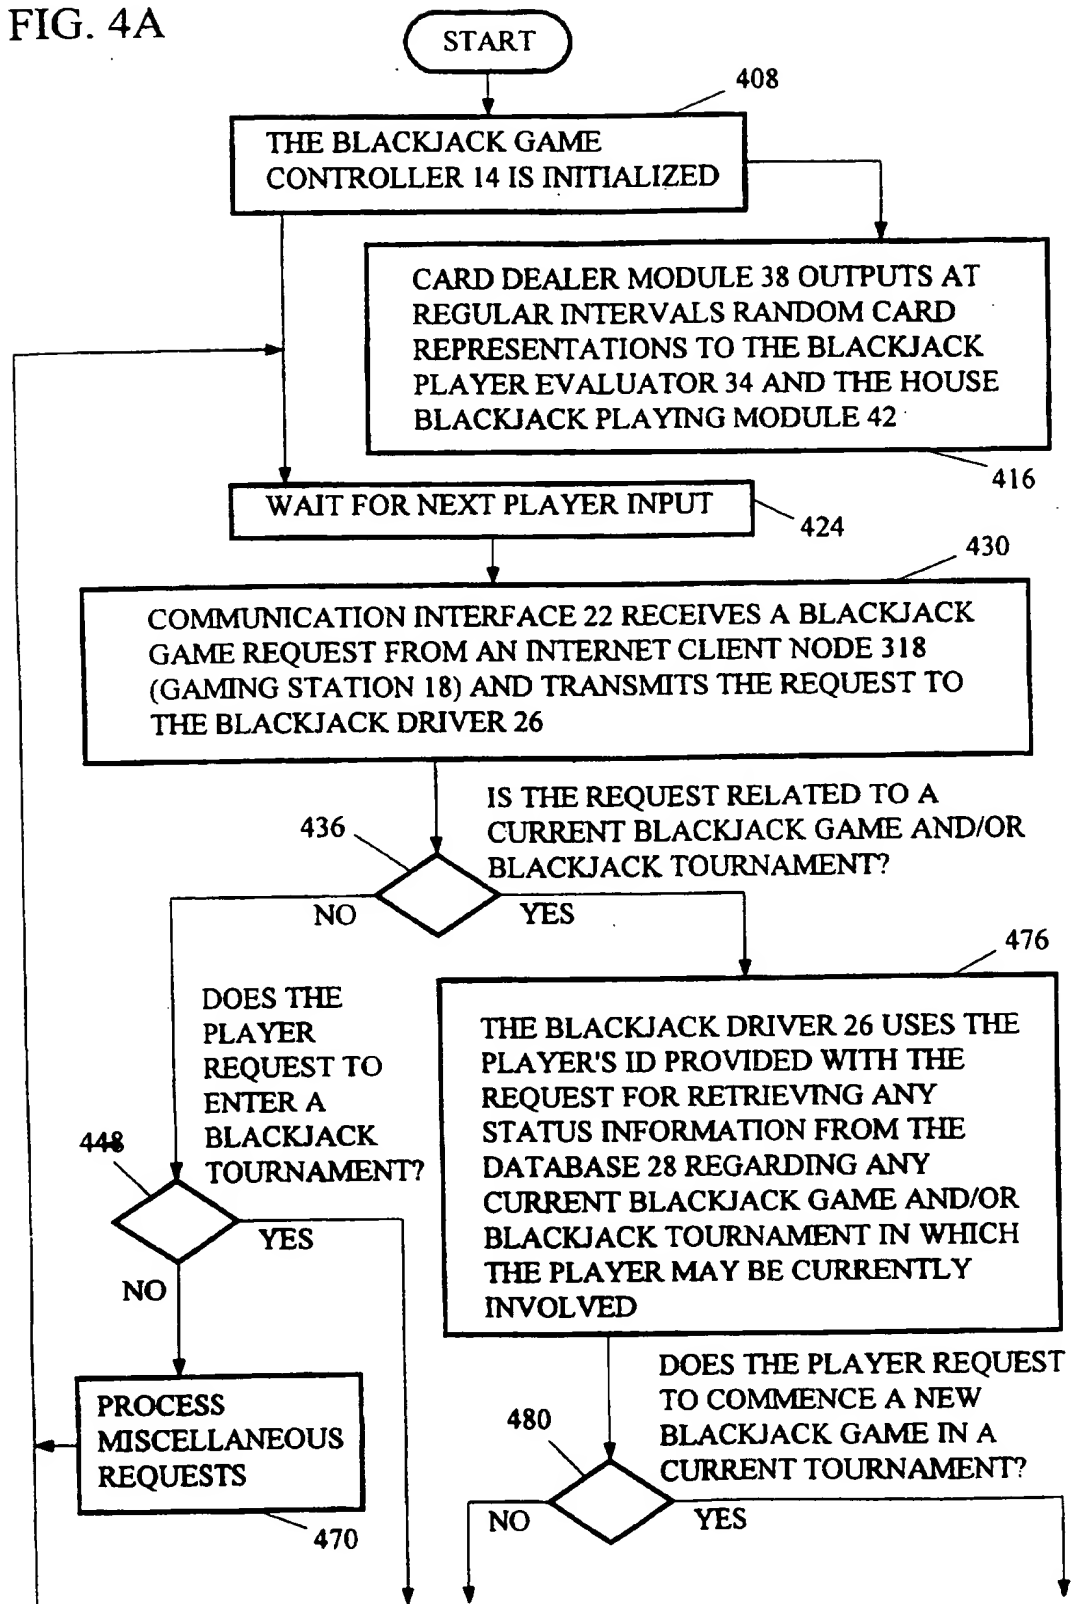 FIG. 4A
START
408
THE BLACKJACK GAME
CONTROLLER 14 IS INITIALIZED
CARD DEALER MODULE 38 OUTPUTS AT
REGULAR INTERVALS RANDOM CARD
REPRESENTATIONS TO THE BLACKJACK
PLAYER EVALUATOR 34 AND THE HOUSE
BLACKJACK PLAYING MODULE 42
416
WAIT FOR NEXT PLAYER INPUT
424
430
COMMUNICATION INTERFACE 22 RECEIVES A BLACKJACK
GAME REQUEST FROM AN INTERNET CLIENT NODE 318
(GAMING STATION 18) AND TRANSMITS THE REQUEST TO
THE BLACKJACK DRIVER 26
IS THE REQUEST RELATED TO A
CURRENT BLACKJACK GAME AND/OR
BLACKJACK TOURNAMENT?
436
NO
YES
476
DOES THE
PLAYER
REQUEST TO
ENTER A
BLACKJACK
TOURNAMENT?
448
YES
NO
THE BLACKJACK DRIVER 26 USES THE
PLAYER'S ID PROVIDED WITH THE
REQUEST FOR RETRIEVING ANY
STATUS INFORMATION FROM THE
DATABASE 28 REGARDING ANY
CURRENT BLACKJACK GAME AND/OR
BLACKJACK TOURNAMENT IN WHICH
THE PLAYER MAY BE CURRENTLY
INVOLVED
PROCESS
MISCELLANEOUS
REQUESTS
470
DOES THE PLAYER REQUEST
TO COMMENCE A NEW
BLACKJACK GAME IN A
CURRENT TOURNAMENT?
480
NO
YES